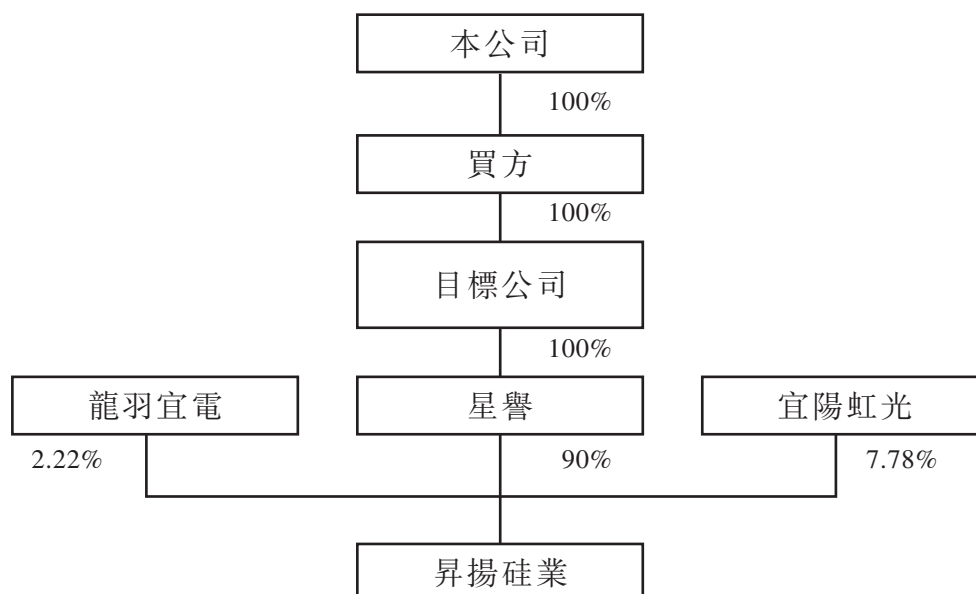 本公司
100%
買方
100%
目標公司
100%
龍羽宜電
星譽
宜陽虹光
2.22%
90%
7.78%
昇揚硅業